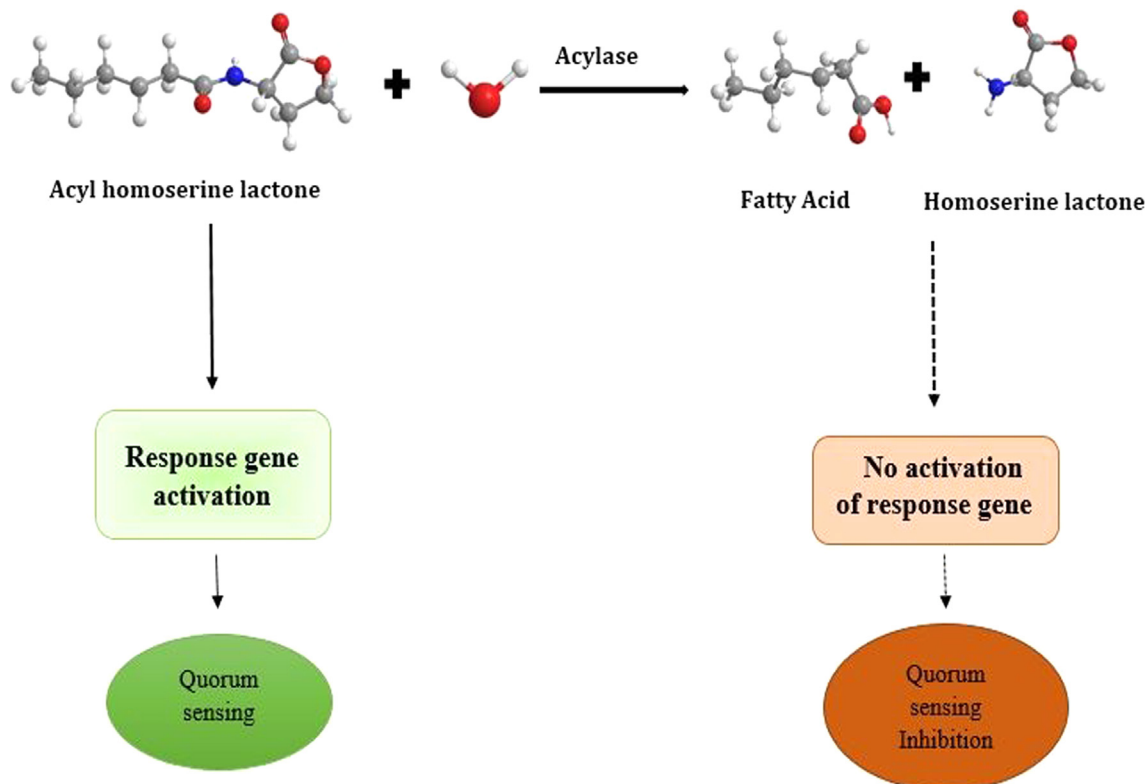 Acylase
Acyl homoserine lactone
Fatty Acid
Homoserine lactone
Response gene
activation
No activation
of response gene
Quorum
sensing
Quorum
sensing
Inhibition